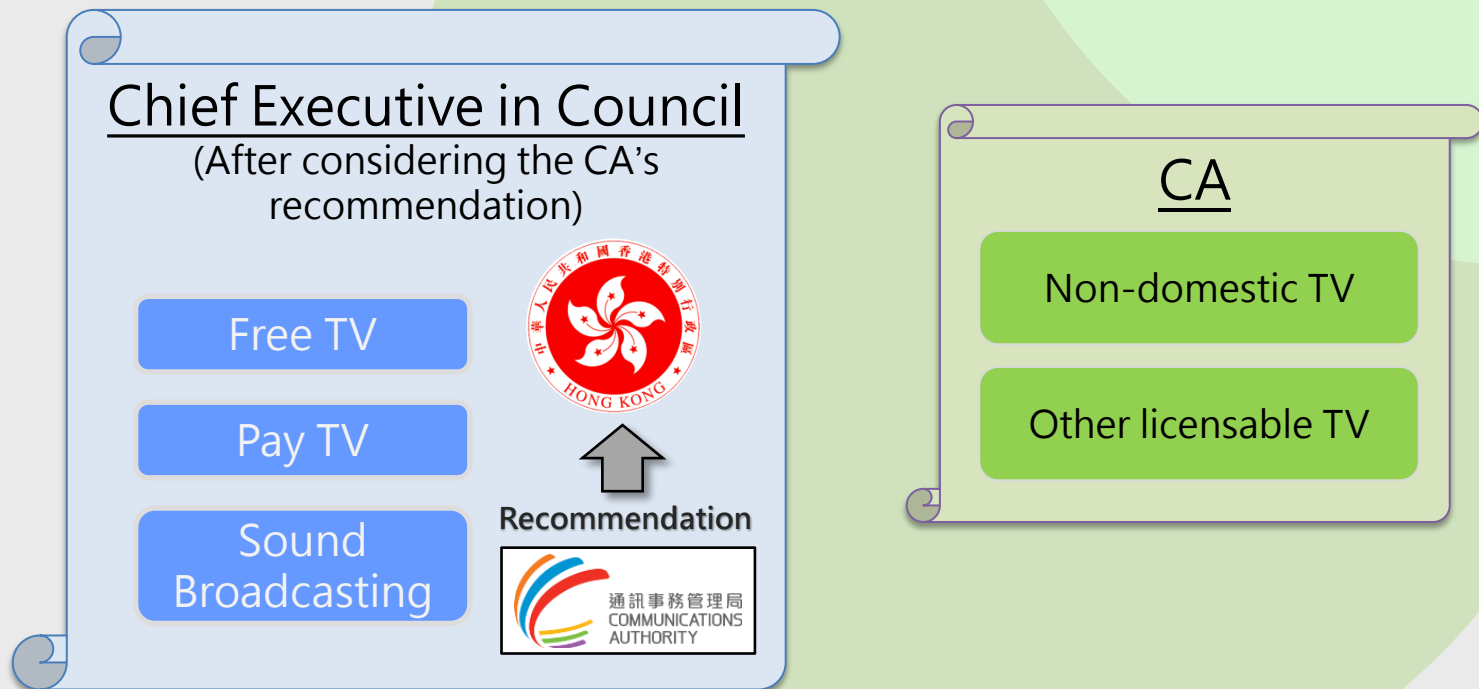 Chief Executive in Council
(After considering the CA's
recommendation)
Free TV
Pay TV
Sound
Broadcasting
中華人民共和國香港特別行政區
HONG KONG
Recommendation
通訊事務管理局
COMMUNICATIONS
AUTHORITY
CA
Non-domestic TV
Other licensable TV